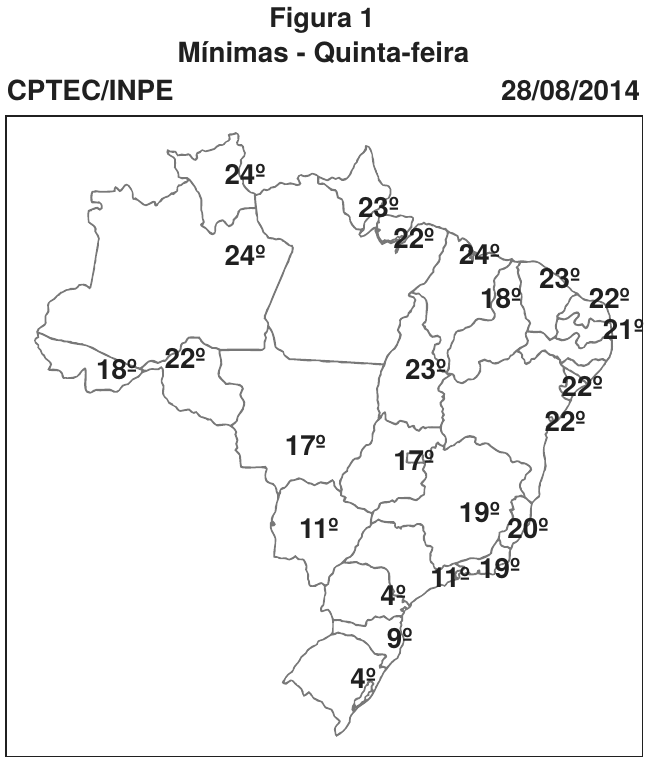 Figura 1
Mínimas - Quinta-feira
CPTEC/INPE 28/08/2014
24º
23º
22º
24º
24º
23º
18º
22º
21º
22º
18º
23º
22º
22º
17º
17º
19º
11º
20º
19º
11º
4º
9º
4º